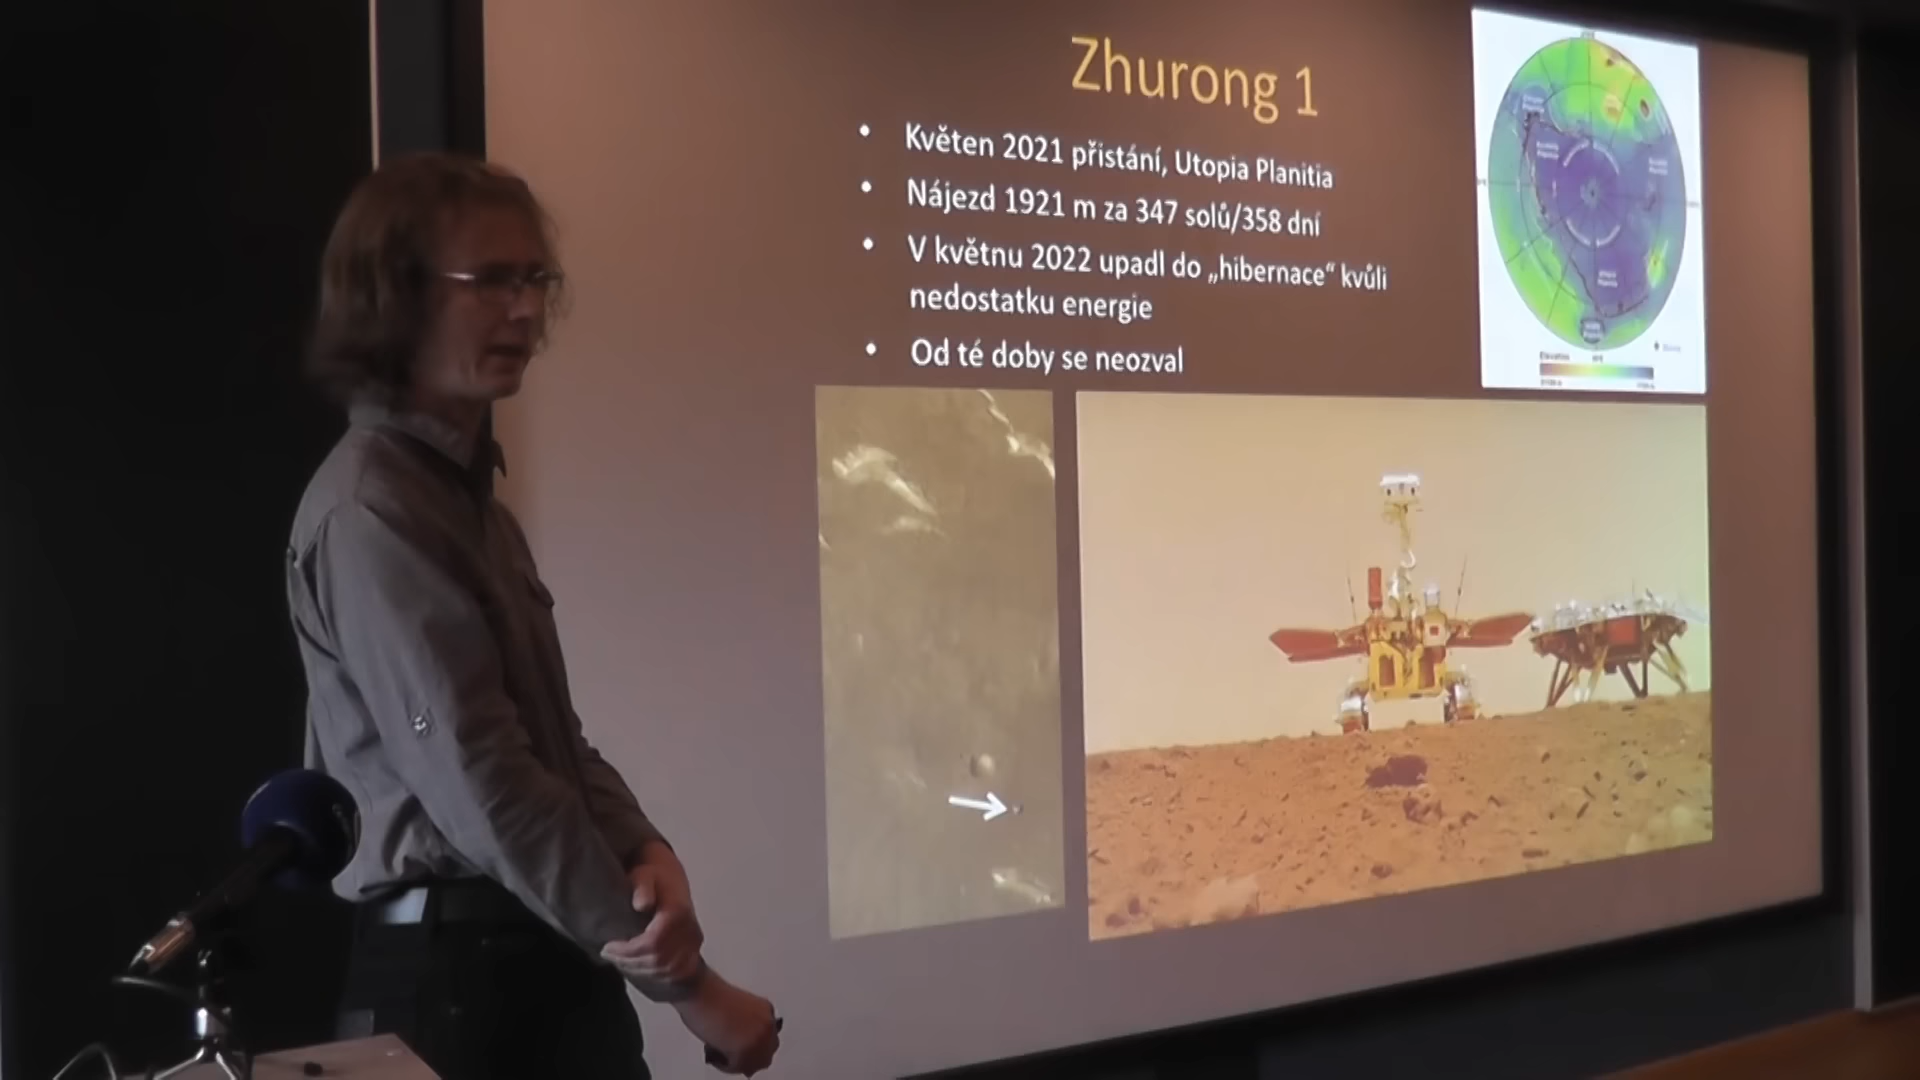 Zhurong 1
• Květen 2021 přistání, Utopia Planitia
• Nájezd 1921 m za 347 solů/358 dní
• V květnu 2022 upadl do „hibernace“ kvůli
nedostatku energie
• Od té doby se neozval
Elevation